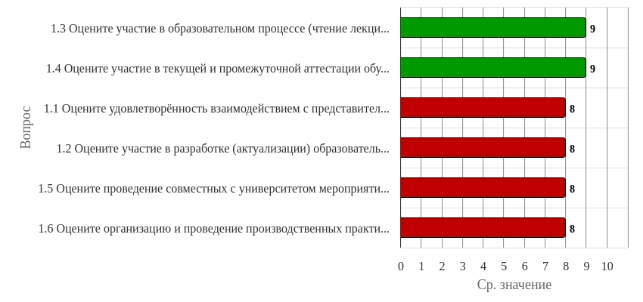 1.3 Оцените участие в образовательном процессе (чтение лекци...
9
1.4 Оцените участие в текущей и промежуточной аттестации обу...
9
1.1 Оцените удовлетворённость взаимодействием с представител...
8
1.2 Оцените участие в разработке (актуализации) образователь...
8
1.5 Оцените проведение совместных с университетом мероприяти...
8
1.6 Оцените организацию и проведение производственных практи...
8
Вопрос
0 1 2 3 4 5 6 7 8 9 10
Ср. значение